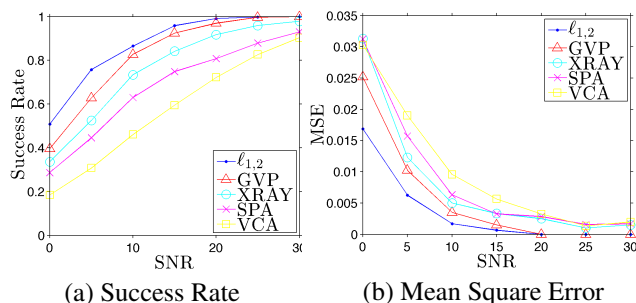 1
0.8
0.6
0.4
0.2
0
0
10
20
30
Success Rate
SNR
ℓ1,2
GVP
XRAY
SPA
VCA
(a) Success Rate
0.035
0.03
0.025
0.02
0.015
0.01
0.005
0
0
5
10
15
20
25
30
MSE
SNR
ℓ1,2
GVP
XRAY
SPA
VCA
(b) Mean Square Error